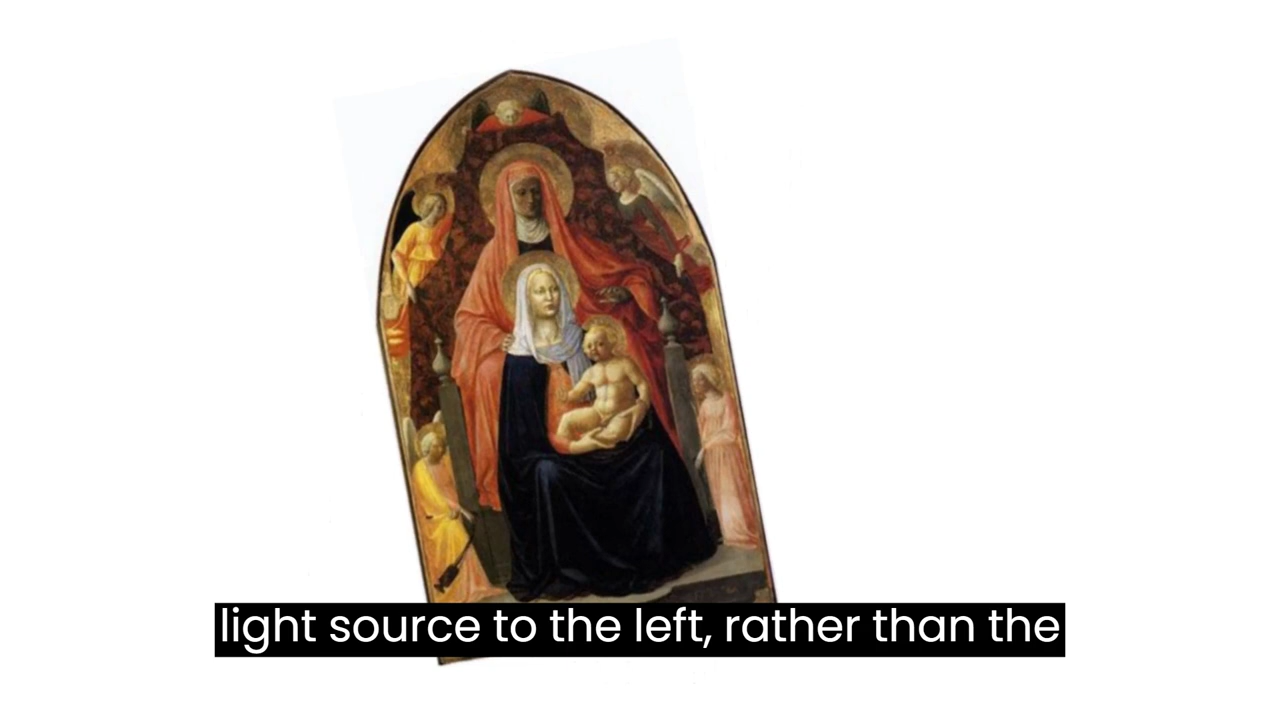 light source to the left, rather than the